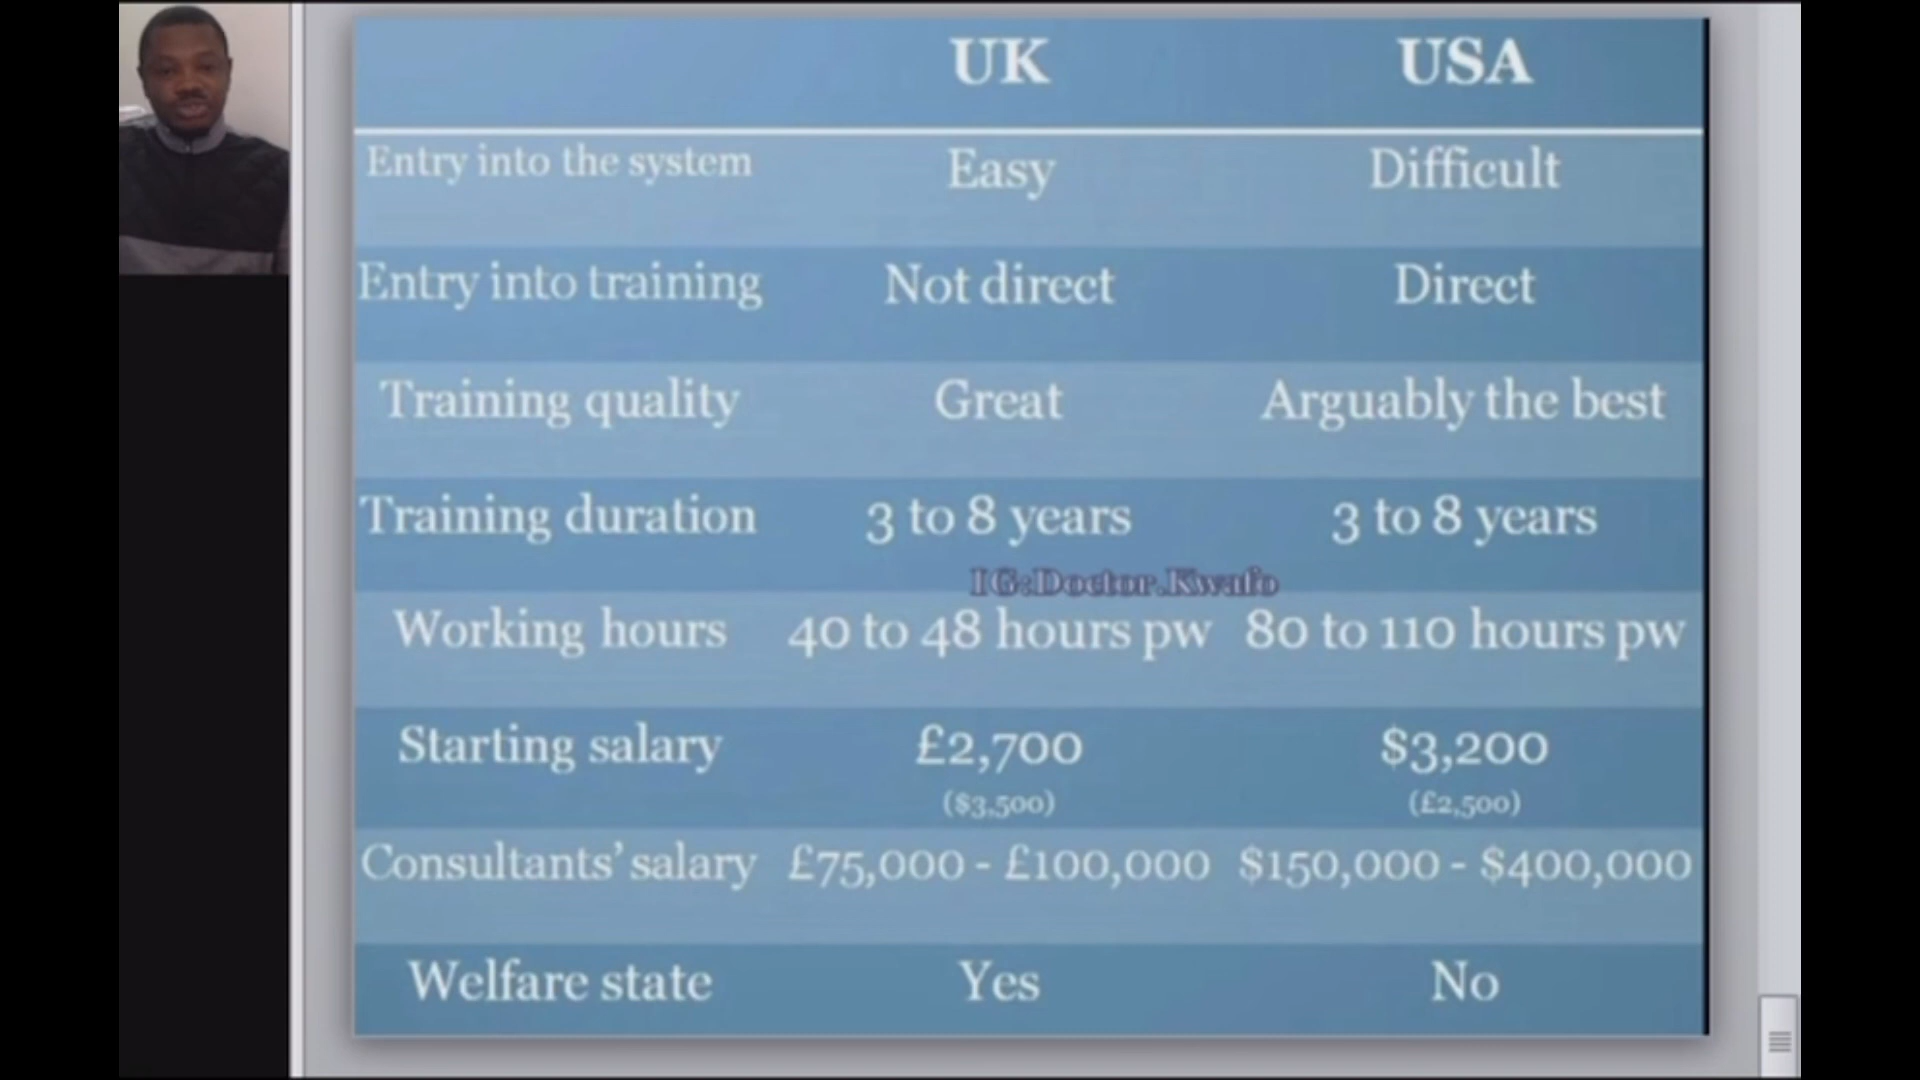 UK USA
Entry into the system Easy Difficult
Entry into training Not direct Direct
Training quality Great Arguably the best
Training duration 3 to 8 years 3 to 8 years
IG:Doctor.Kwafo
Working hours 40 to 48 hours pw 80 to 110 hours pw
Starting salary £2,700 $3,200
($3,500) (£2,500)
Consultants’ salary £75,000 - £100,000 $150,000 - $400,000
Welfare state Yes No